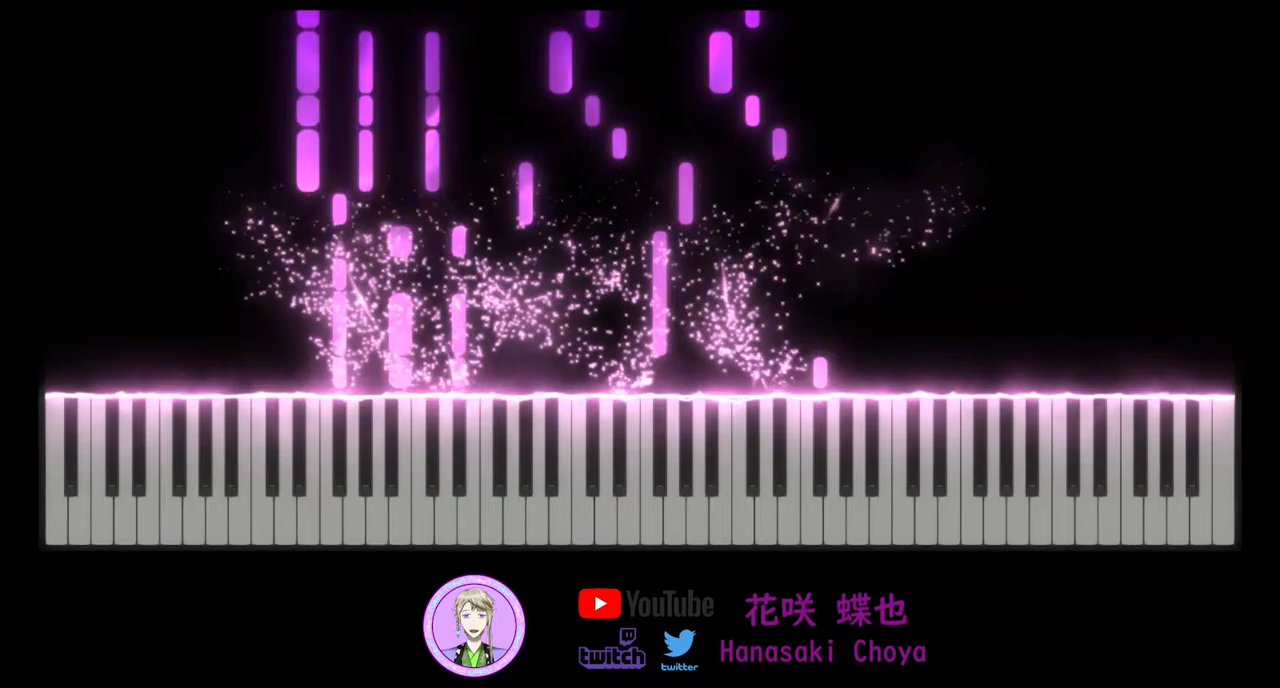 YouTube
花咲 蝶也
twitch
twitter
Hanasaki Choya